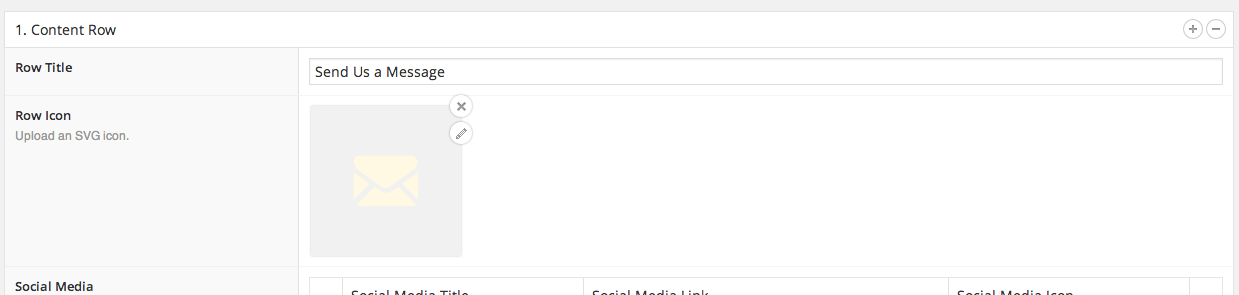 1. Content Row
Row Title
Send Us a Message
Row Icon
Upload an SVG icon.
Social Media
Social Media Title
Social Media Link
Social Media Icon